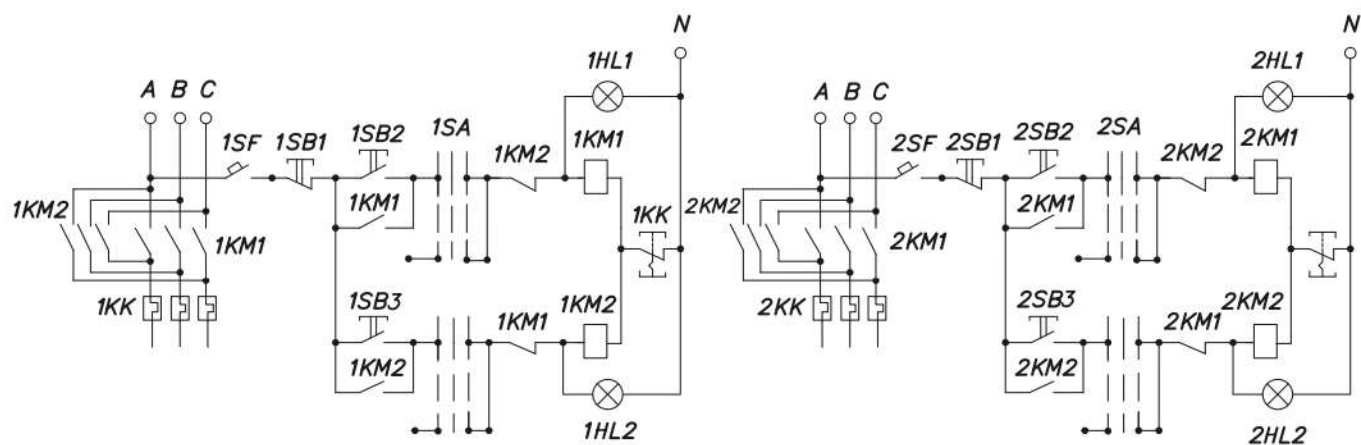 N N
1HL1 2HL1
A B C A B C
1SF 1SB1 1SB2 1SA 1KM2 1KM1 2SF 2SB1 2SB2 2SA 2KM2 2KM1
1KM2 1KM1 1KM1 1KK 2KM2 2KM1 2KM1
1KK 1SB3 1KM1 1KM2 2KK 2SB3 2KM1 2KM2
1KM2 2KM2
1HL2 2HL2